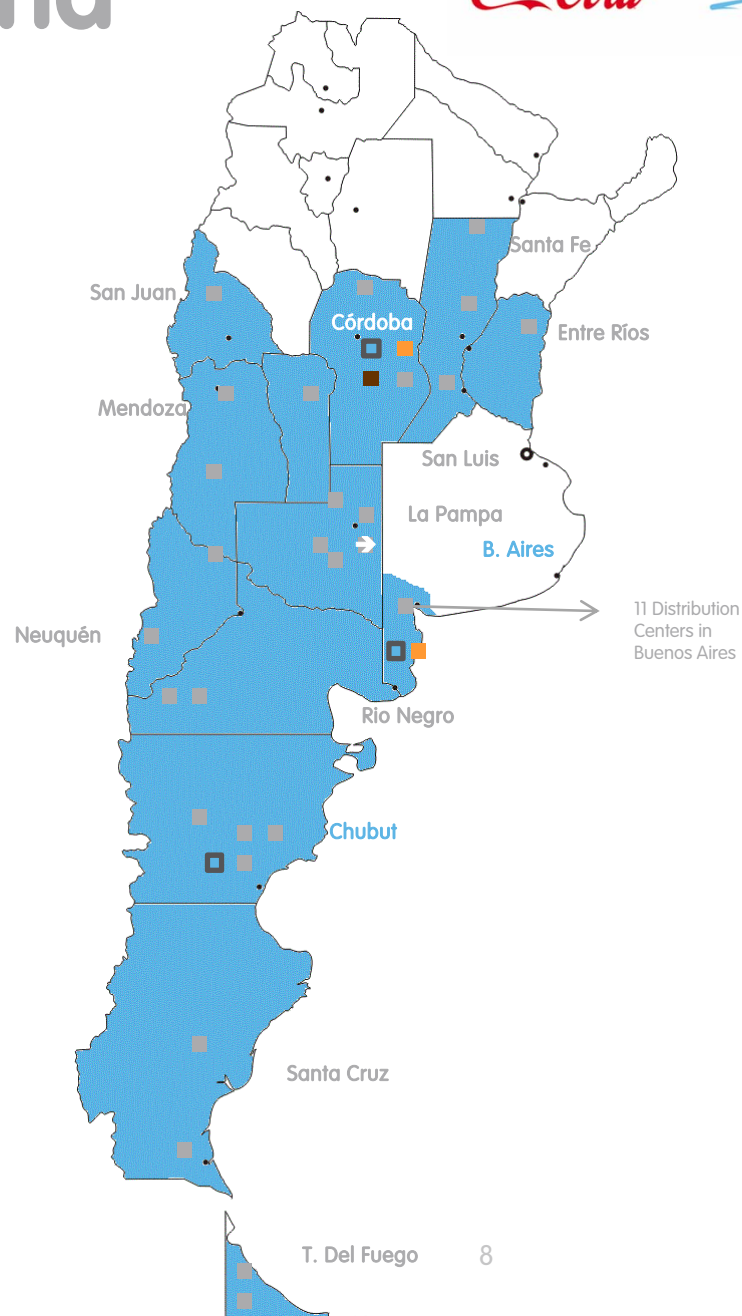 Santa Fe
San Juan
Córdoba
Entre Ríos
Mendoza
San Luis
La Pampa
B. Aires
11 Distribution
Centers in
Buenos Aires
Neuquén
Rio Negro
Chubut
Santa Cruz
T. Del Fuego
8